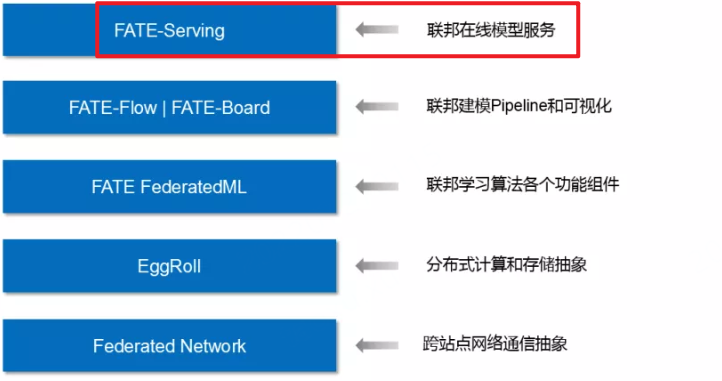 FATE-Serving 联邦在线模型服务
FATE-Flow | FATE-Board 联邦建模Pipeline和可视化
FATE FederatedML 联邦学习算法各个功能组件
EggRoll 分布式计算和存储抽象
Federated Network 跨站点网络通信抽象